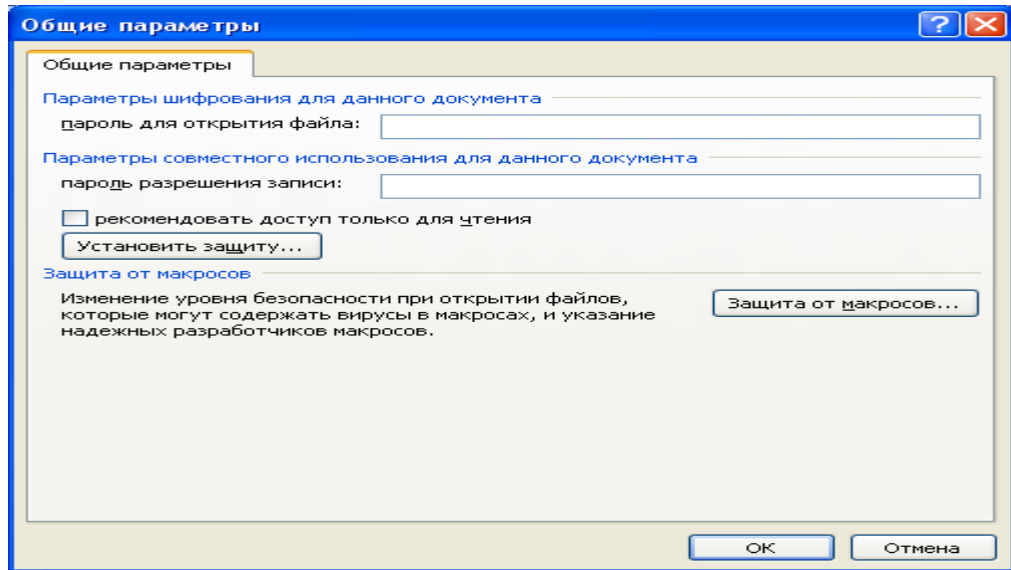 Общие параметры
Общие параметры
Параметры шифрования для данного документа
пароль для открытия файла:
Параметры совместного использования для данного документа
пароль разрешения записи:
рекомендовать доступ только для чтения
Установить защиту...
Защита от макросов
Изменение уровня безопасности при открытии файлов,
которые могут содержать вирусы в макросах, и указание
надежных разработчиков макросов.
Защита от макросов...
ОК
Отмена